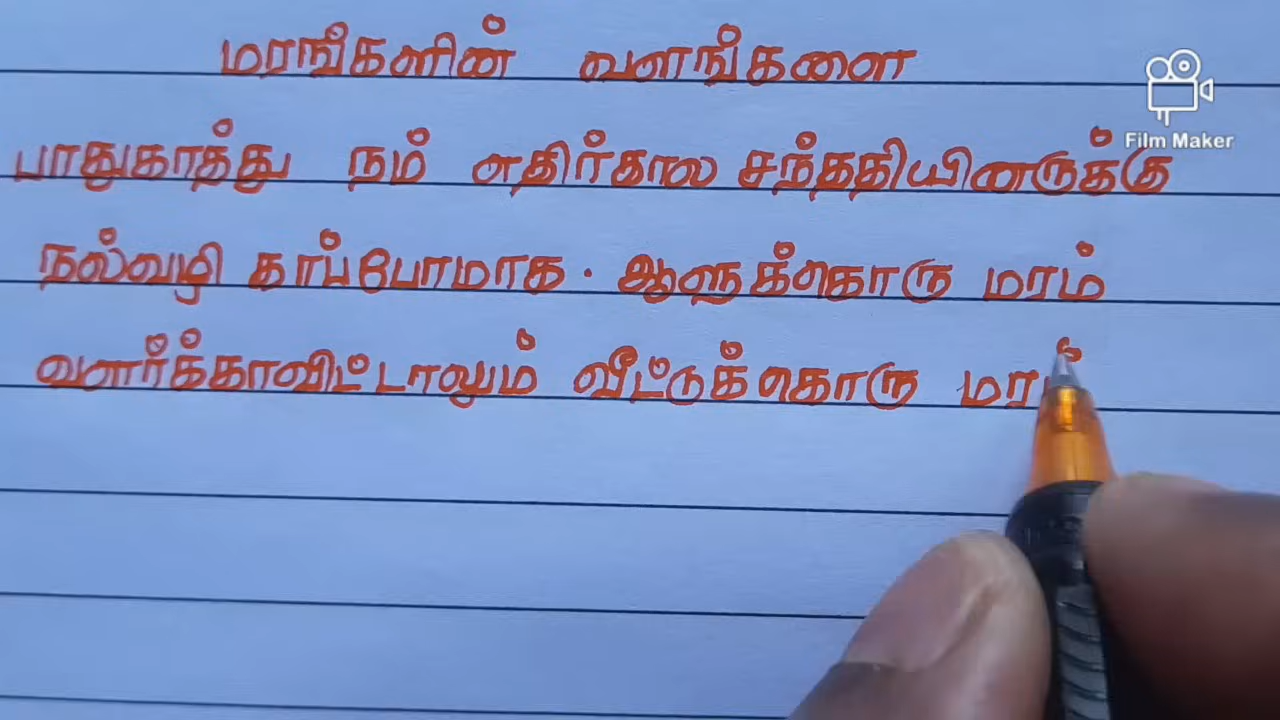 மரங்களின் வளங்களை
Film Maker
பாதுகாத்து நம் எதிர்கால சந்ததியினருக்கு
நல்வழி காப்போமாக. ஆளுக்கொரு மரம்
வளர்க்காவிட்டாலும் வீட்டுக்கொரு